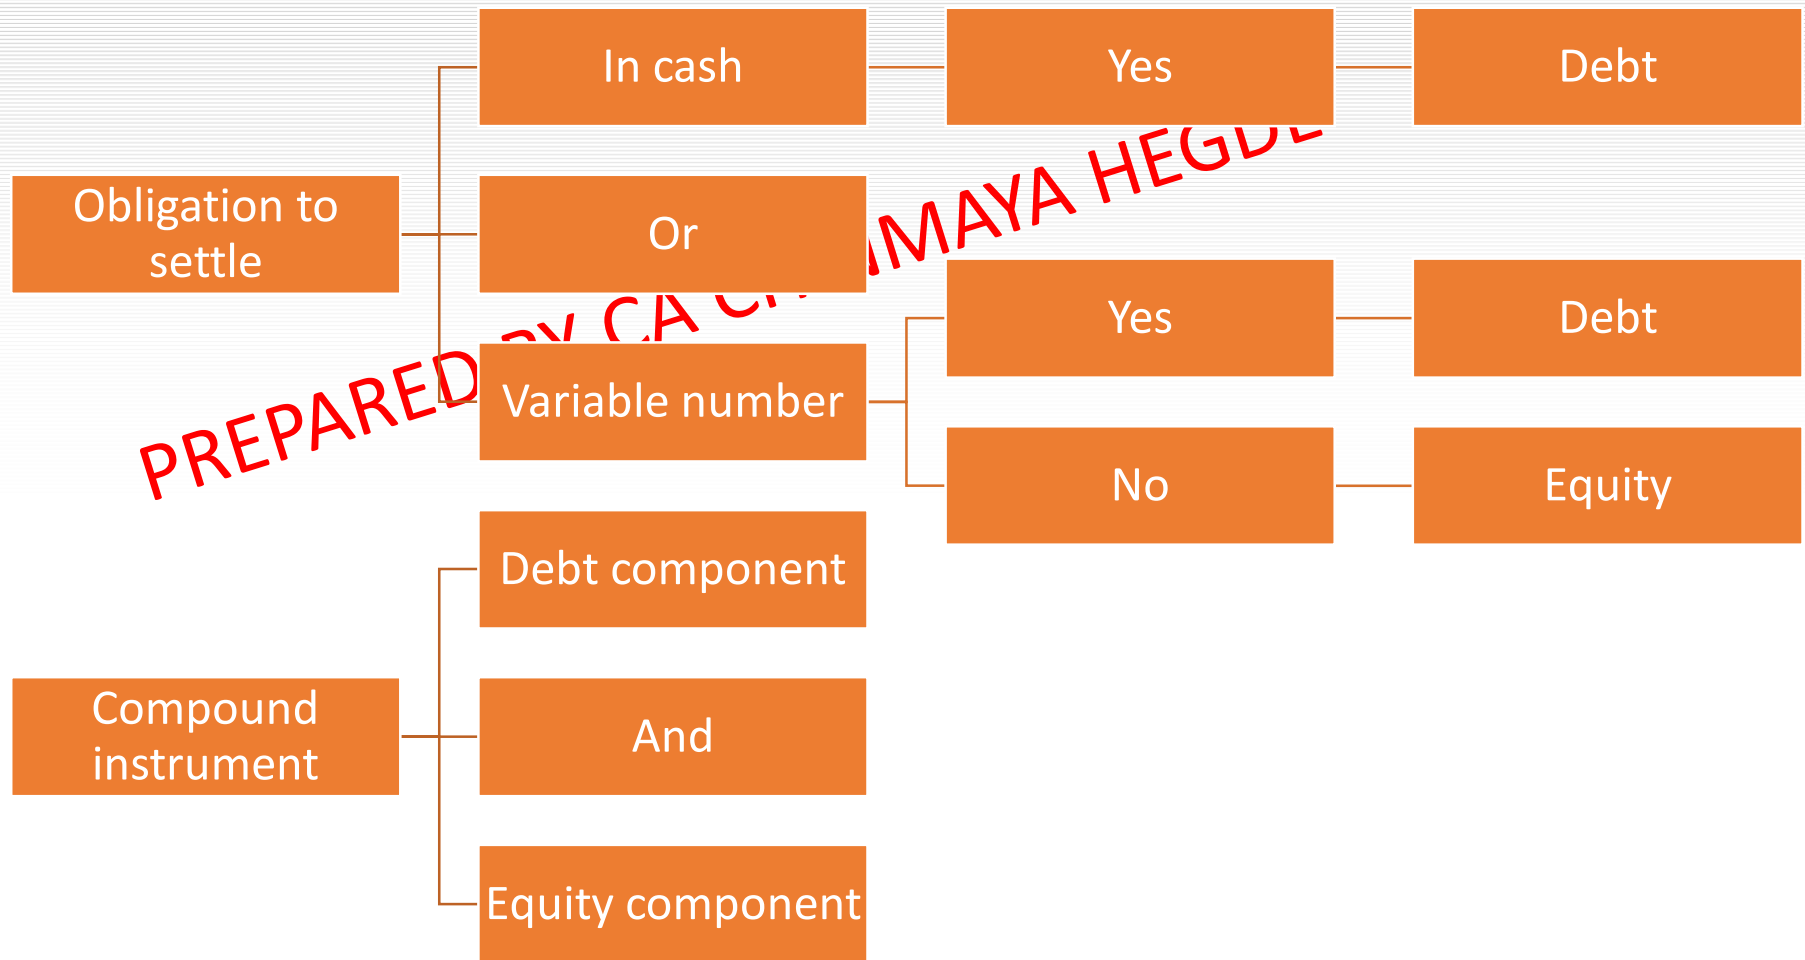 In cash
Yes
Debt
Obligation to
settle
Or
Variable number
Yes
Debt
No
Equity
PREPARED CA MAYA
Debt component
Compound
instrument
And
Equity component